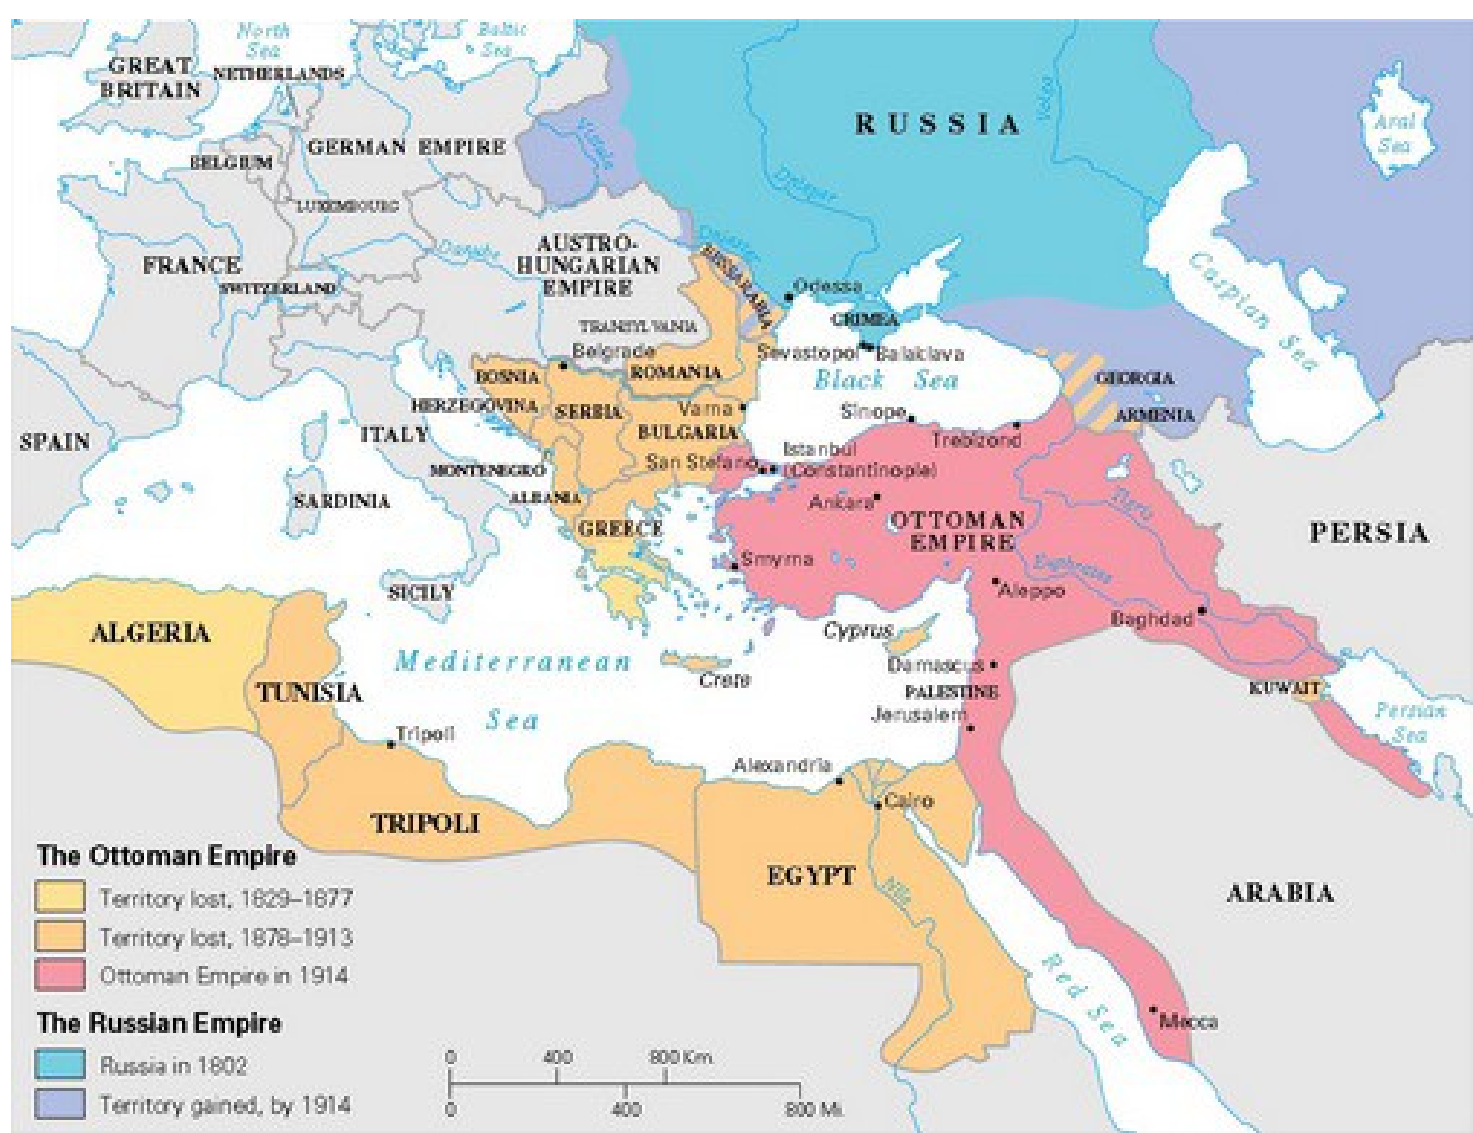 North
Sea
Baltic
Sea
GREAT
BRITAIN
NETHERLANDS
RUSSIA
Volga
Aral
Sea
GERMAN EMPIRE
BELGIUM
Vistula
Dnieper
LUXEMBOURG
Danube
Dniester
AUSTRO-
HUNGARIAN
EMPIRE
FRANCE
SWITZERLAND
BESSARABIA
Odessa
Caspian Sea
CRIMEA
TRANSYLVANIA
Belgrade
Sevastopol
Balaklava
BOSNIA
ROMANIA
Black Sea
GEORGIA
HERZEGOVINA
SERBIA
Varna
Sinope
ARMENIA
SPAIN
ITALY
BULGARIA
Trebizond
MONTENEGRO
San Stefano
Istanbul
(Constantinople)
SARDINIA
ALBANIA
Ankara
Tigris
GREECE
OTTOMAN
EMPIRE
PERSIA
Smyrna
Euphrates
SICILY
Aleppo
ALGERIA
Baghdad
Cyprus
Mediterranean
Sea
Crete
Damascus
TUNISIA
PALESTINE
KUWAIT
Jerusalem
Persian
Sea
Tripoli
Alexandria
Cairo
TRIPOLI
EGYPT
Nile
ARABIA
Red Sea
Mecca
The Ottoman Empire
Territory lost, 1829–1877
Territory lost, 1878–1913
Ottoman Empire in 1914
The Russian Empire
Russia in 1802
Territory gained, by 1914
0 400 800 Km.
0 400 800 Mi.